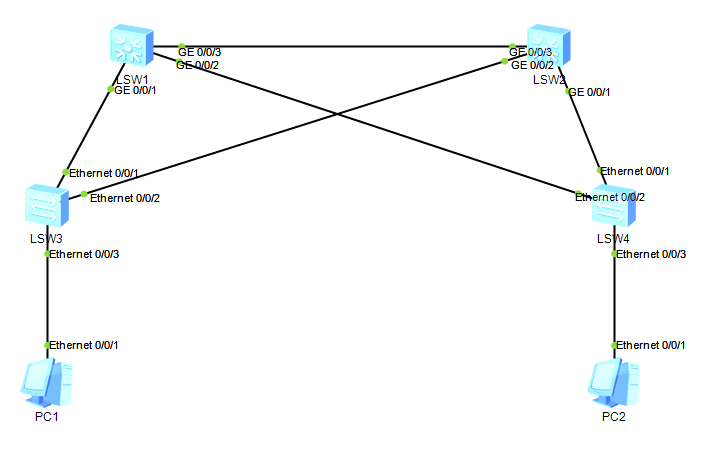 GE 0/0/3
GE 0/0/3
GE 0/0/2
GE 0/0/2
LSW1
LSW2
GE 0/0/1
GE 0/0/1
Ethernet 0/0/1
Ethernet 0/0/1
Ethernet 0/0/2
Ethernet 0/0/2
LSW3
LSW4
Ethernet 0/0/3
Ethernet 0/0/3
Ethernet 0/0/1
Ethernet 0/0/1
PC1
PC2